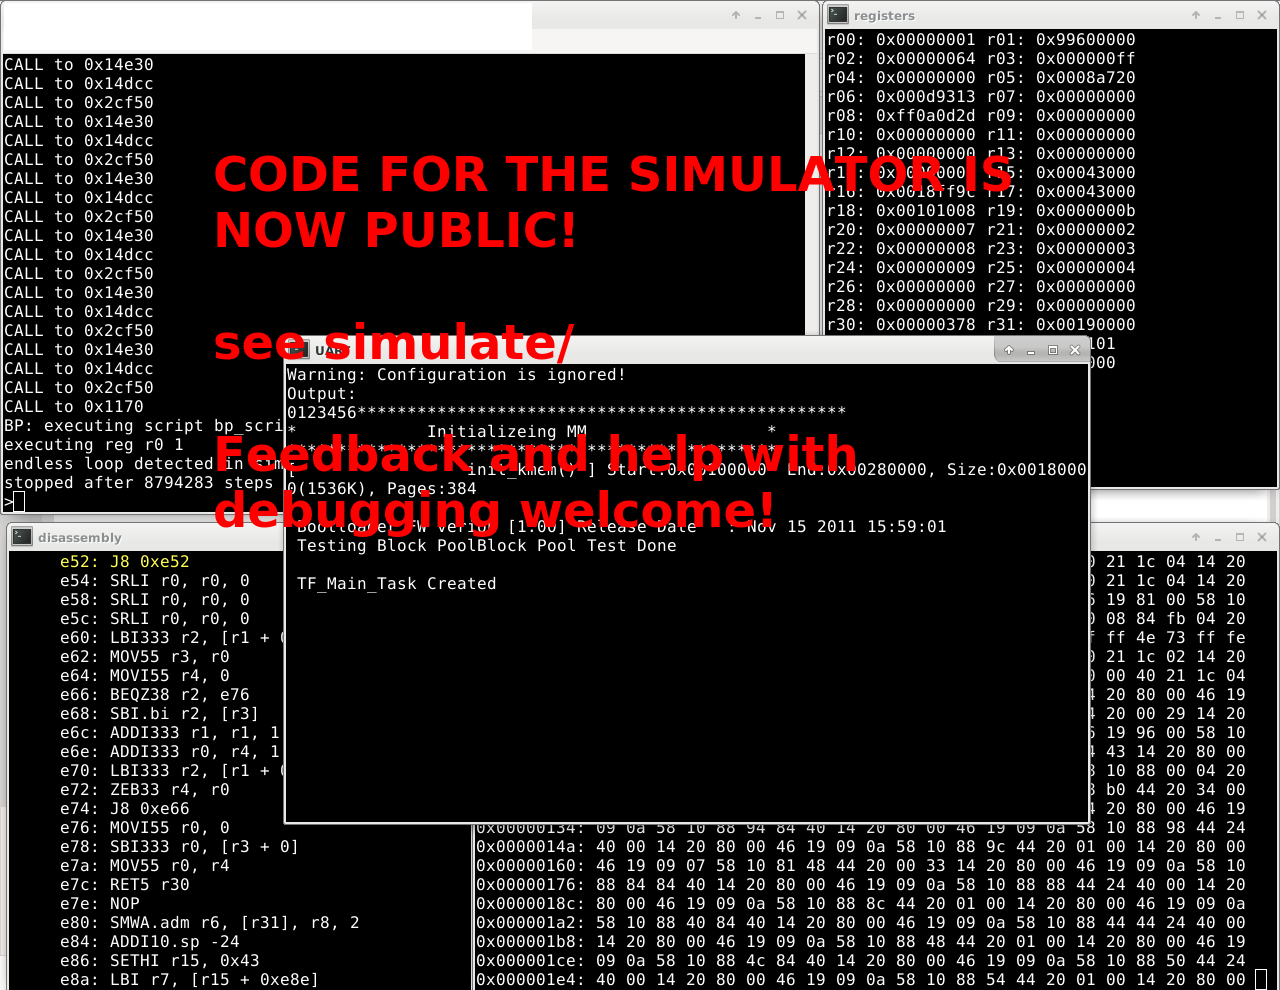 CALL to 0x14e30
CALL to 0x14dcc
CALL to 0x2cf50
CALL to 0x14e30
CALL to 0x14dcc
CALL to 0x2cf50
CALL to 0x14e30
CALL to 0x14dcc
CALL to 0x2cf50
CALL to 0x14e30
CALL to 0x14dcc
CALL to 0x2cf50
CALL to 0x14e30
CALL to 0x14dcc
CALL to 0x2cf50
CALL to 0x14e30
CALL to 0x14dcc
CALL to 0x2cf50
CALL to 0x1170
BP: executing script
executing reg r0 1
endless loop detected in
stopped after 8794283 steps
>
registers
r00: 0x00000001 r01: 0x99600000
r02: 0x00000064 r03: 0x000000ff
r04: 0x00000000 r05: 0x0008a720
r06: 0x000d9313 r07: 0x00000000
r08: 0xff0a0d2d r09: 0x00000000
r10: 0x00000000 r11: 0x00000000
r12: 0x00000000 r13: 0x00000000
r15: 0x00043000
r16: 0x0018ff9c r17: 0x00043000
r18: 0x00101008 r19: 0x0000000b
r20: 0x00000007 r21: 0x00000002
r22: 0x00000008 r23: 0x00000003
r24: 0x00000009 r25: 0x00000004
r26: 0x00000000 r27: 0x00000000
r28: 0x00000000 r29: 0x00000000
r30: 0x00000378 r31: 0x00190000
CODE FOR THE SIMULATOR IS
NOW PUBLIC!
see simulate/
Feedback and help with
debugging welcome!
Warning: Configuration is ignored!
Output:
0123456*************************************************
* Initializeing MM *
init_kmem() ] Start:0x00100000 End:0x00280000, Size:0x0018000
0(1536K), Pages:384
Bootloader FW [1.00] Release Date : Nov 15 2011 15:59:01
Testing Block PoolBlock Pool Test Done
TF_Main_Task Created
disassembly
e52: J8 0xe52
e54: SRLI r0, r0, 0
e58: SRLI r0, r0, 0
e5c: SRLI r0, r0, 0
e60: LBI333 r2, [r1 +
e62: MOV55 r3, r0
e64: MOVI55 r4, 0
e66: BEQZ38 r2, e76
e68: SBI.bi r2, [r3]
e6c: ADDI333 r1, r1, 1
e6e: ADDI333 r0, r4, 1
e70: LBI333 r2, [r1 +
e72: ZEB33 r4, r0
e74: J8 0xe66
e76: MOVI55 r0, 0
e78: SBI333 r0, [r3 + 0]
e7a: MOV55 r0, r4
e7c: RET5 r30
e7e: NOP
e80: SMWA.adm r6, [r31], r8, 2
e84: ADDI10.sp -24
e86: SETHI r15, 0x43
e8a: LBI r7, [r15 + 0xe8e]
21 1c 04 14 20
21 1c 04 14 20
19 81 00 58 10
08 84 fb 04 20
ff 4e 73 ff fe
21 1c 02 14 20
00 40 21 1c 04
20 80 00 46 19
20 00 29 14 20
19 96 00 58 10
43 14 20 80 00
10 88 00 04 20
b0 44 20 34 00
20 80 00 46 19
0x00000134: 09 0a 58 10 88 94 84 40 14 20 80 00 46 19 09 0a 58 10 88 98 44 24
0x0000014a: 40 00 14 20 80 00 46 19 09 0a 58 10 88 9c 44 20 01 00 14 20 80 00
0x00000160: 46 19 09 07 58 10 81 48 44 20 00 33 14 20 80 00 46 19 09 0a 58 10
0x00000176: 88 84 84 40 14 20 80 00 46 19 09 0a 58 10 88 88 44 24 40 00 14 20
0x0000018c: 80 00 46 19 09 0a 58 10 88 8c 44 20 01 00 14 20 80 00 46 19 09 0a
0x000001a2: 58 10 88 40 84 40 14 20 80 00 46 19 09 0a 58 10 88 44 44 24 40 00
0x000001b8: 14 20 80 00 46 19 09 0a 58 10 88 48 44 20 01 00 14 20 80 00 46 19
0x000001ce: 09 0a 58 10 88 4c 84 40 14 20 80 00 46 19 09 0a 58 10 88 50 44 24
0x000001e4: 40 00 14 20 80 00 46 19 09 0a 58 10 88 54 44 20 01 00 14 20 80 00